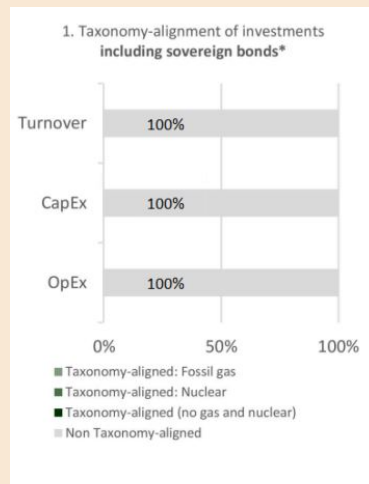 1. Taxonomy-alignment of investments
including sovereign bonds*
Turnover
100%
CapEx
100%
OpEx
100%
0% 50% 100%
Taxonomy-aligned: Fossil gas
Taxonomy-aligned: Nuclear
Taxonomy-aligned (no gas and nuclear)
Non Taxonomy-aligned